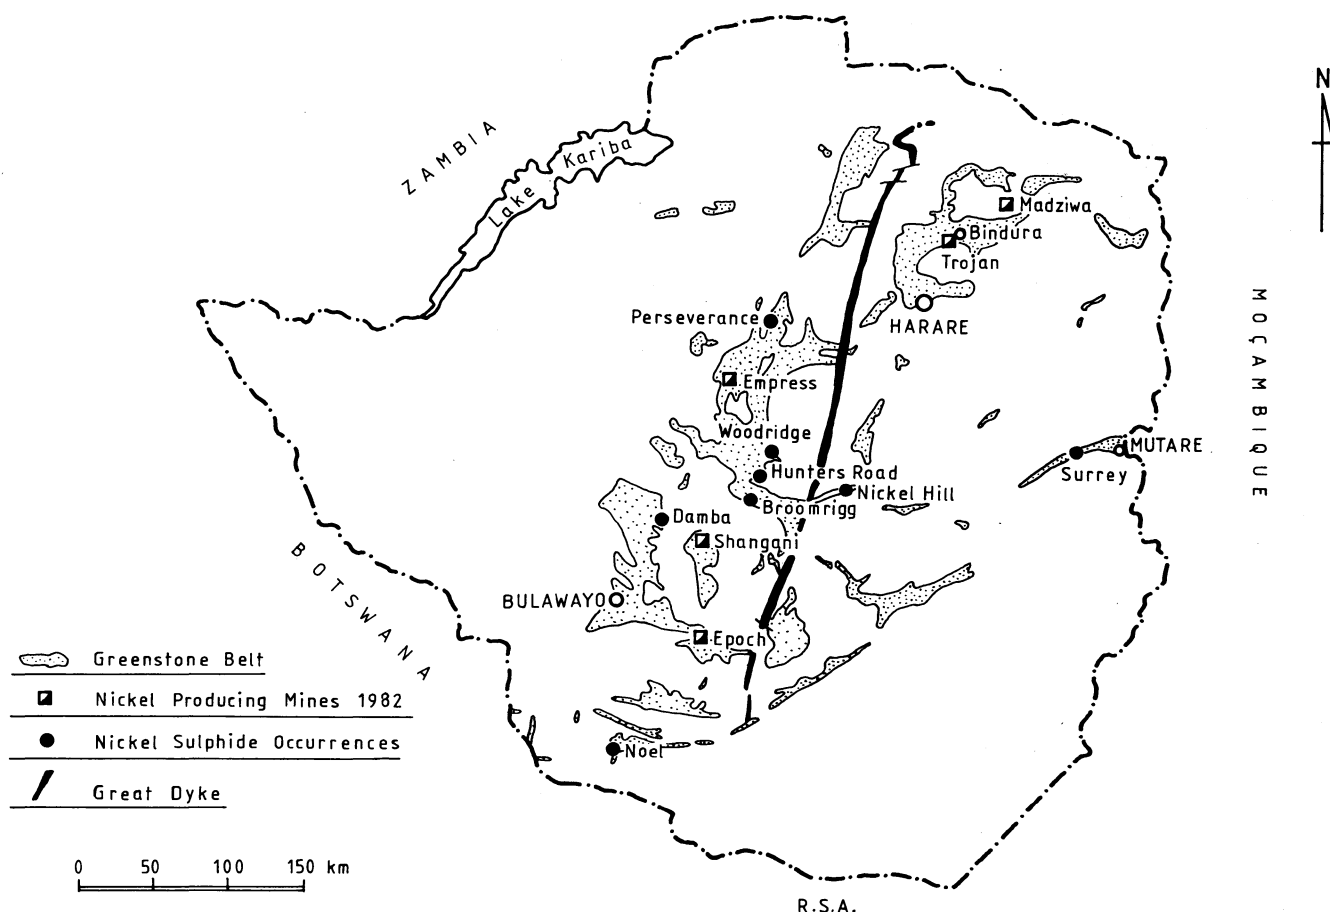 N
ZAMBIA
Lake Kariba
Madziwa
Bindura
Trojan
HARARE
MOÇAMBIQUE
Perseverance
Empress
Woodridge
Hunters Road
Nickel Hill
Broomrigg
MUTARE
Surrey
Damba
Shangani
BOTSWANA
BULAWAYO
Epoch
Noel
Greenstone Belt
Nickel Producing Mines 1982
Nickel Sulphide Occurrences
Great Dyke
0 50 100 150 km
R.S.A.